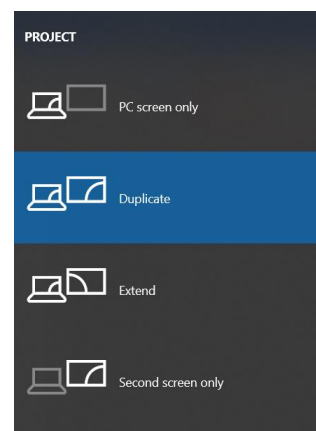 PROJECT
PC screen only
Duplicate
Extend
Second screen only